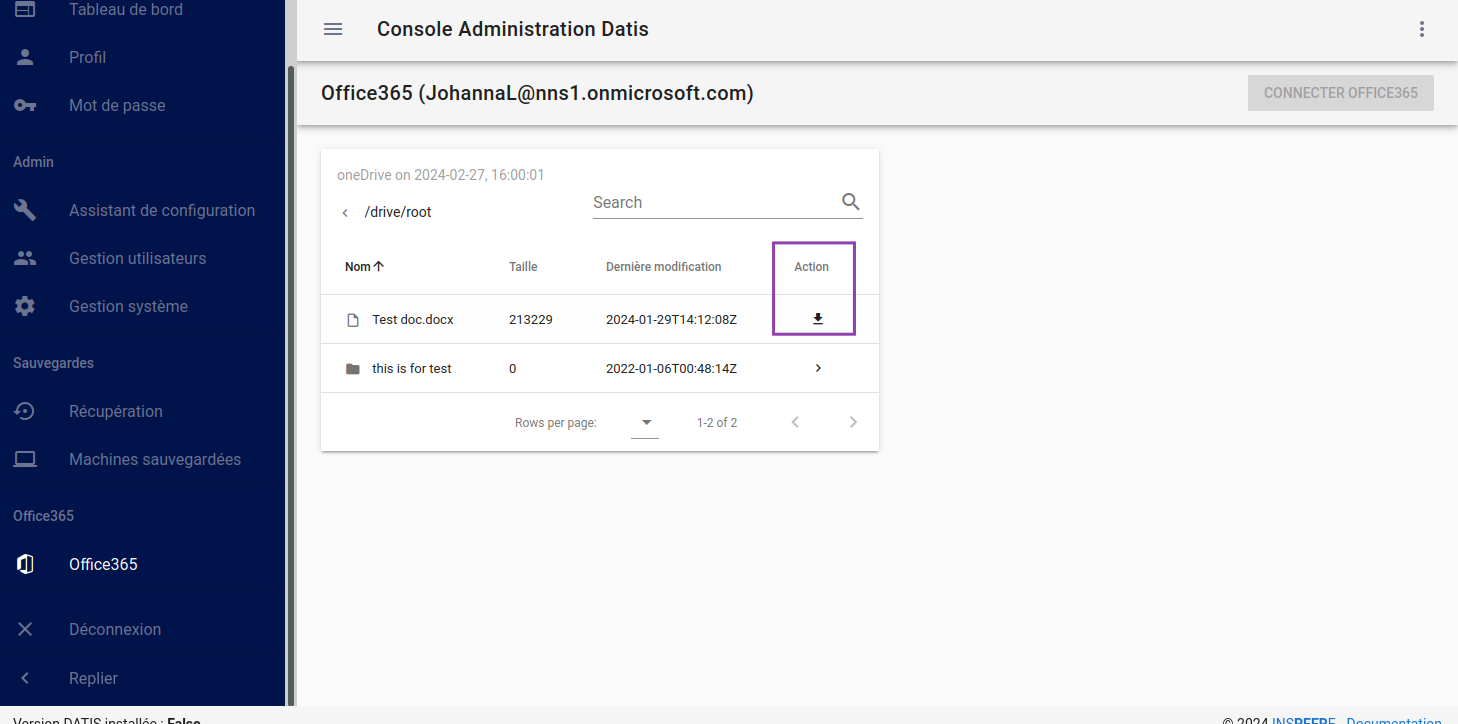 Tableau de bord
Profil
Mot de passe
Admin
Assistant de configuration
Gestion utilisateurs
Gestion système
Sauvegardes
Récupération
Machines sauvegardées
Office365
Office365
Déconnexion
Replier
Console Administration Datis
Office365 (JohannaL@nns1.onmicrosoft.com)
CONNECTER OFFICE365
oneDrive on 2024-02-27, 16:00:01
/drive/root
Search
Nom Taille Dernière modification Action
Test doc.docx 213229 2024-01-29T14:12:08Z
this is for test 0 2022-01-06T00:48:14Z
Rows per page: 1-2 of 2
Version DATIS installée : False
© 2024 INSPEERE Documentation